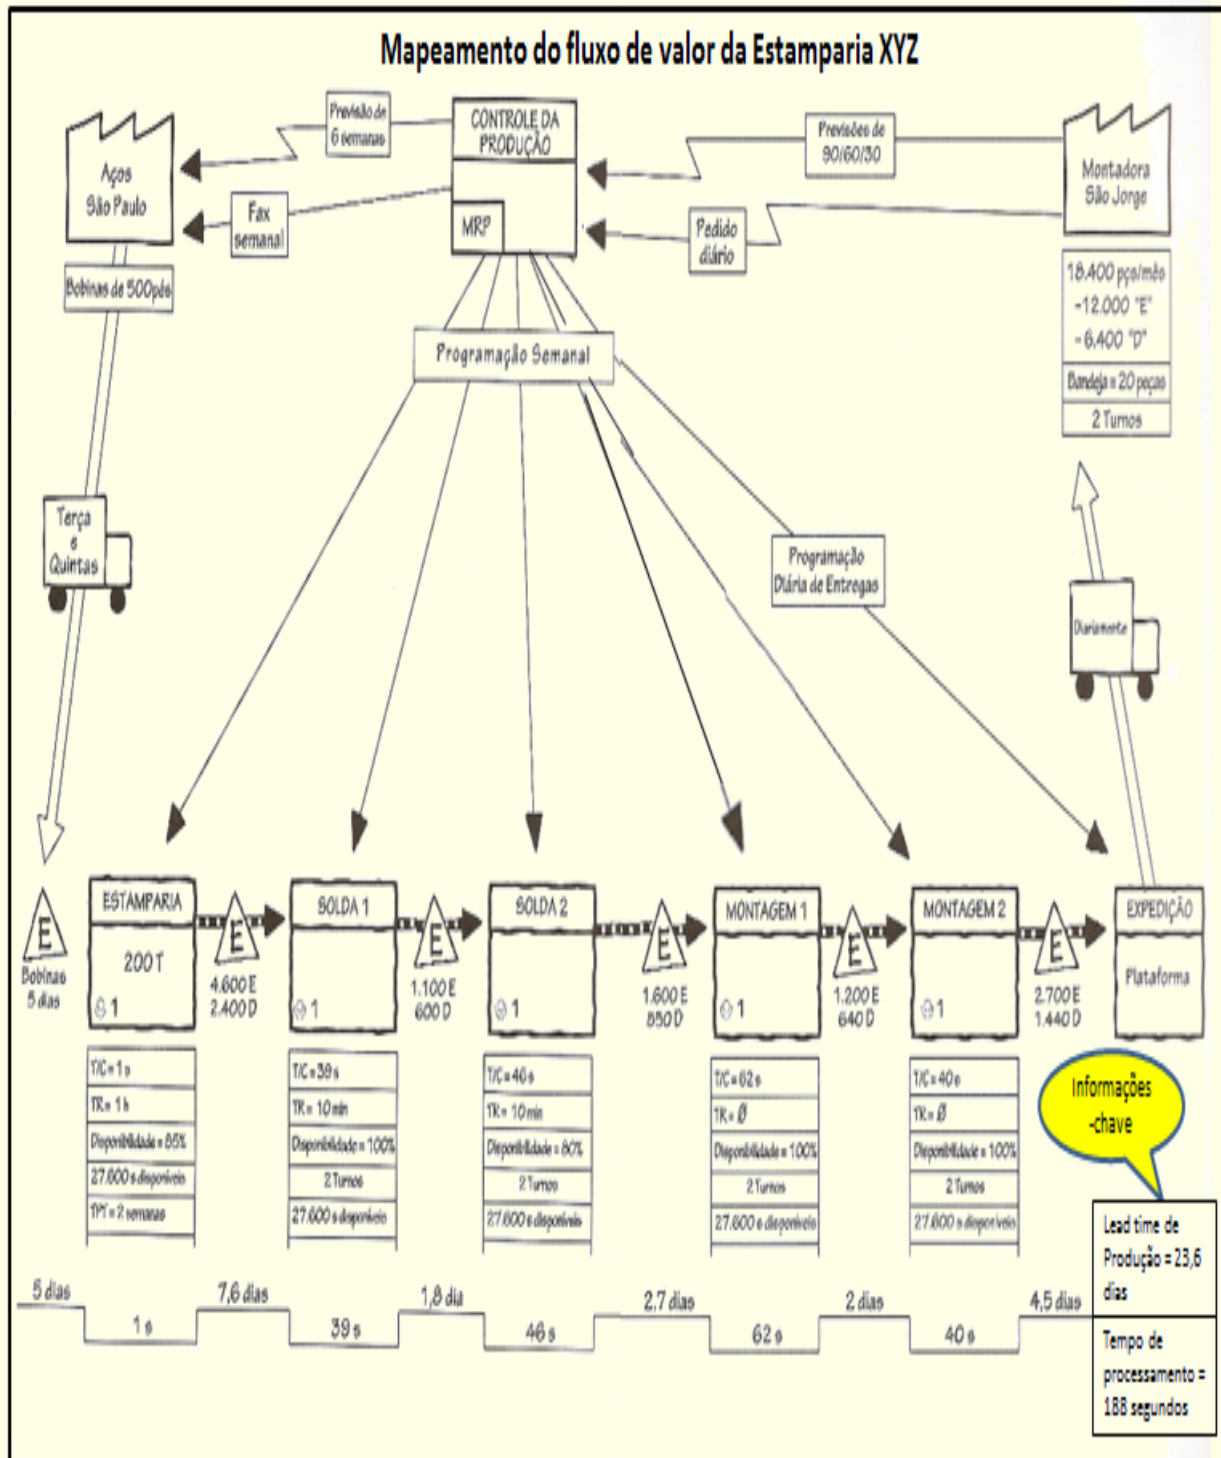 Mapeamento do fluxo de valor da Estamparia XYZ
Previsão de
6 semanas
CONTROLE DA
PRODUÇÃO
MRP
Previsões de
90/60/30
Aços
São Paulo
Fax
semanal
Pedido
diário
Montadora
São Jorge
Bobinas de 500pés
18.400 pçs/mês
-12.000 "E"
-6.400 "D"
Bandeja = 20 peças
2 Turnos
Programação Semanal
Terça
e
Quintas
Programação
Diária de Entregas
Diariamente
E
Bobinas
5 dias
ESTAMPARIA
200 T
1
E
4.600 E
2.400 D
SOLDA 1
1
E
1.100 E
600 D
SOLDA 2
1
E
1.600 E
850 D
MONTAGEM 1
1
E
1.200 E
640 D
MONTAGEM 2
1
E
2.700 E
1.440 D
EXPEDIÇÃO
Plataforma
T/C = 1 s
TR = 1 h
Disponibilidade = 85%
27.600 s disponíveis
TPT = 2 semanas
T/C = 39 s
TR = 10 min
Disponibilidade = 100%
2 Turnos
27.600 s disponíveis
T/C = 46 s
TR = 10 min
Disponibilidade = 80%
2 Turnos
27.600 s disponíveis
T/C = 62 s
TR = Ø
Disponibilidade = 100%
2 Turnos
27.600 s disponíveis
T/C = 40 s
TR = Ø
Disponibilidade = 100%
2 Turnos
27.600 s disponíveis
Informações
-chave
5 dias
1 s
7,6 dias
39 s
1,8 dia
46 s
2,7 dias
62 s
2 dias
40 s
4,5 dias
Lead time de
Produção = 23,6
dias
Tempo de
processamento =
188 segundos